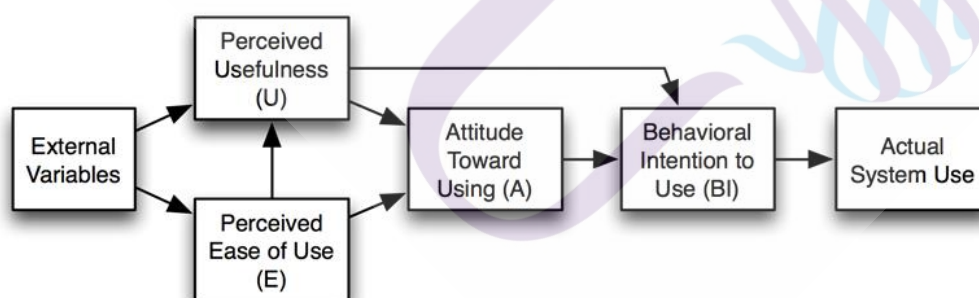 Perceived
Usefulness
(U)
External
Variables
Perceived
Ease of Use
(E)
Attitude
Toward
Using (A)
Behavioral
Intention to
Use (BI)
Actual
System Use